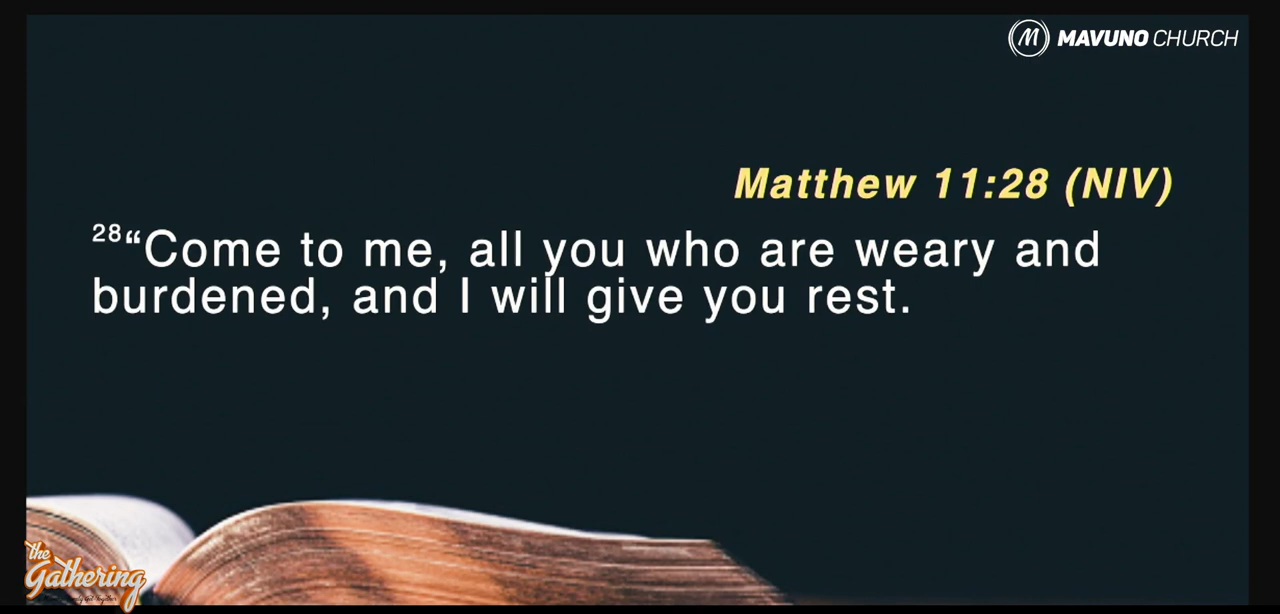 MAVUNO CHURCH
Matthew 11:28 (NIV)
28“Come to me, all you who are weary and
burdened, and I will give you rest.
the
Gathering